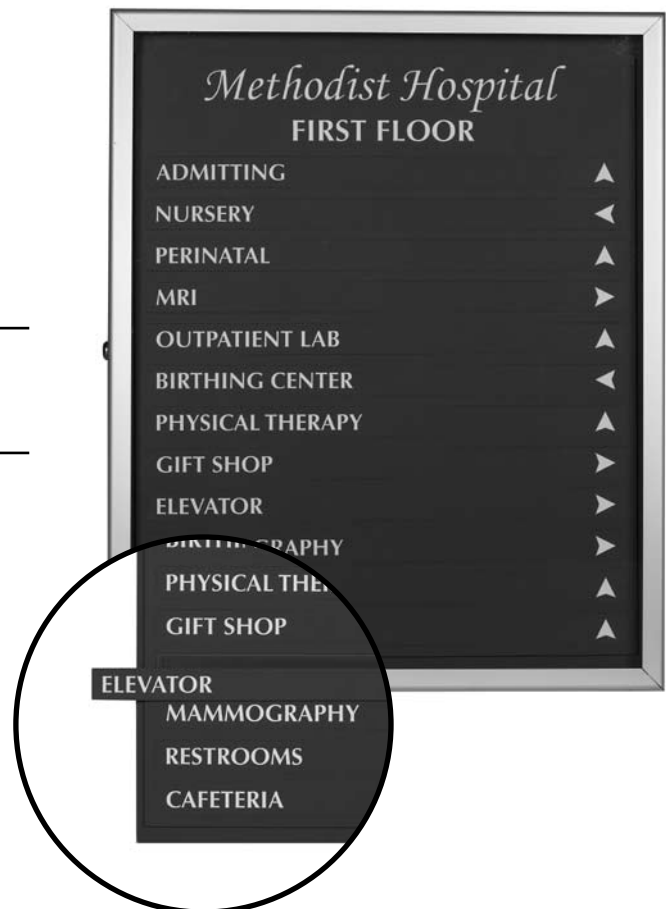 Methodist Hospital
FIRST FLOOR
ADMITTING
NURSERY
PERINATAL
MRI
OUTPATIENT LAB
BIRTHING CENTER
PHYSICAL THERAPY
GIFT SHOP
ELEVATOR
GRAPHY
PHYSICAL THE
GIFT SHOP
ELEVATOR
MAMMOGRAPHY
RESTROOMS
CAFETERIA